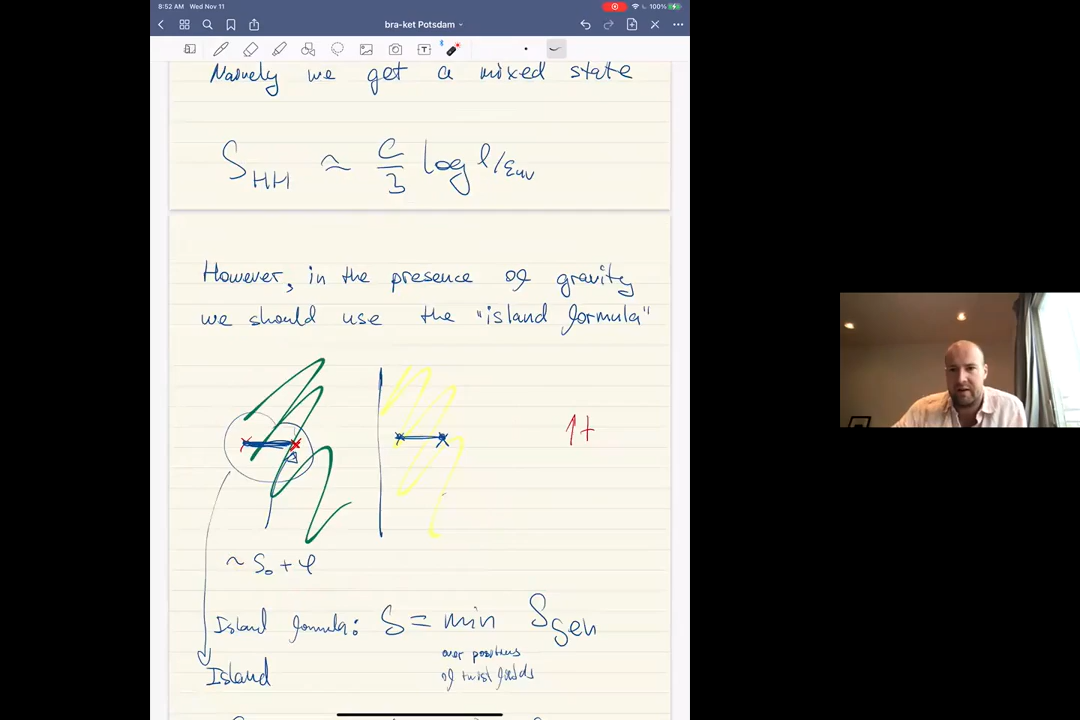 8:52 AM Wed Nov 11
100%
bra-ket Potsdam
Namely we get a mixed state
S_HH ≃ c/3 log l/ε_uv
However, in the presence of gravity
we should use the "island formula"
↑t
~ S₀ + φ
Island formula: S = min S_gen
over positions
of twist fields
Island